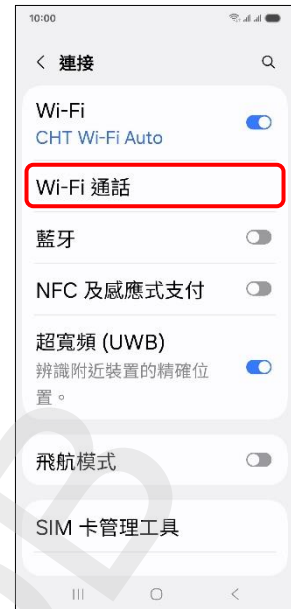 10:00
連接
Wi-Fi
CHT Wi-Fi Auto
Wi-Fi 通話
藍牙
NFC 及感應式支付
超寬頻 (UWB)
辨識附近裝置的精確位
置。
飛航模式
SIM 卡管理工具